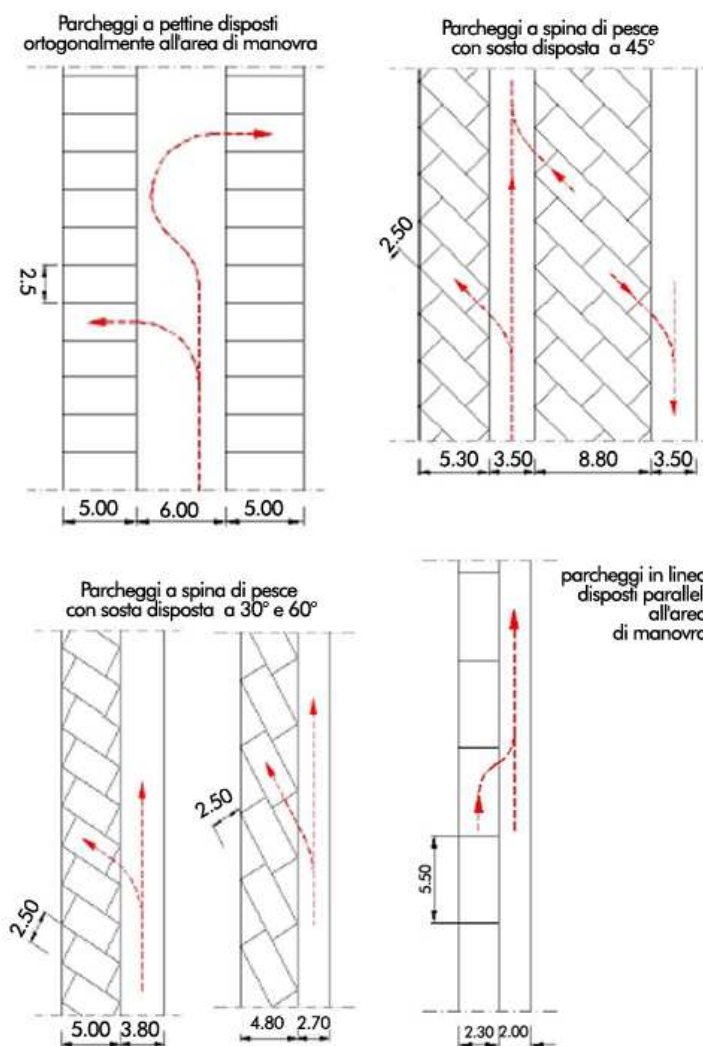 Parcheggi a pettine disposti
ortogonalmente all'area di manovra
2.5
5.00 6.00 5.00
Parcheggi a spina di pesce
con sosta disposta a 45°
2.50
5.30 3.50 8.80 3.50
Parcheggi a spina di pesce
con sosta disposta a 30° e 60°
2.50
5.00 3.80
2.50
4.80 2.70
parcheggi in linea
disposti parallel
all'area
di manovra
5.50
2.30 2.00